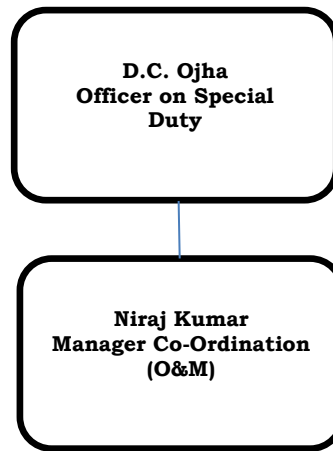 D.C. Ojha
Officer on Special
Duty
Niraj Kumar
Manager Co-Ordination
(O&M)